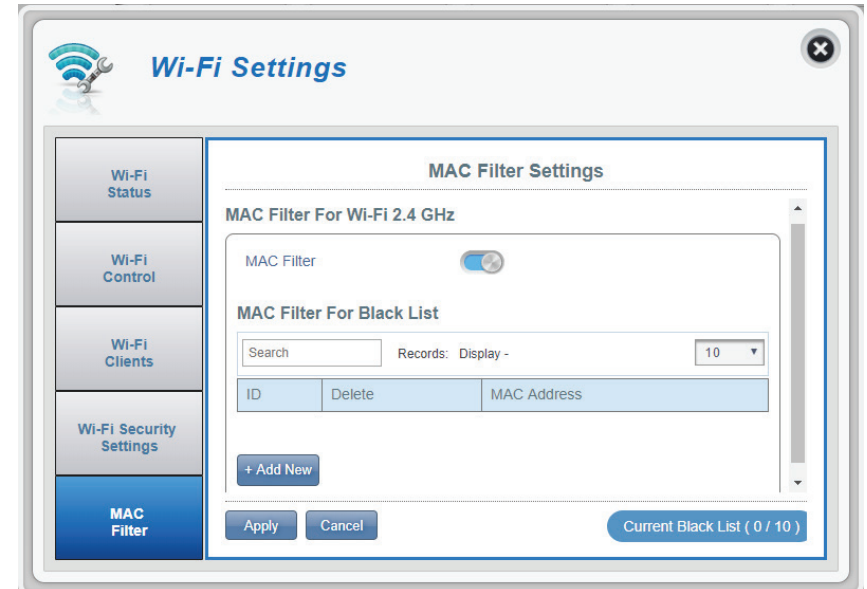 Wi-Fi Settings
Wi-Fi
Status
Wi-Fi
Control
Wi-Fi
Clients
Wi-Fi Security
Settings
MAC
Filter
MAC Filter Settings
MAC Filter For Wi-Fi 2.4 GHz
MAC Filter
MAC Filter For Black List
Search Records: Display - 10
ID Delete MAC Address
+ Add New
Apply Cancel Current Black List ( 0 / 10 )